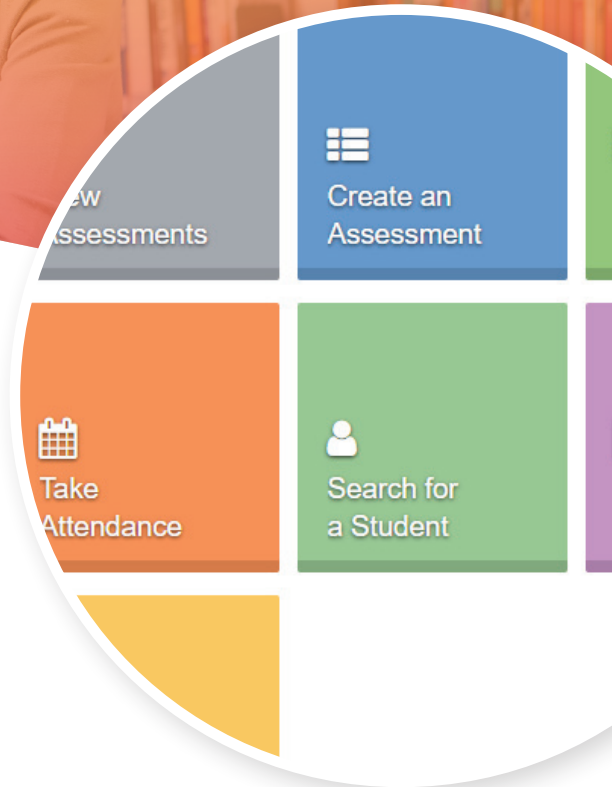 Create an
Assessment
Take
Attendance
Search for
a Student